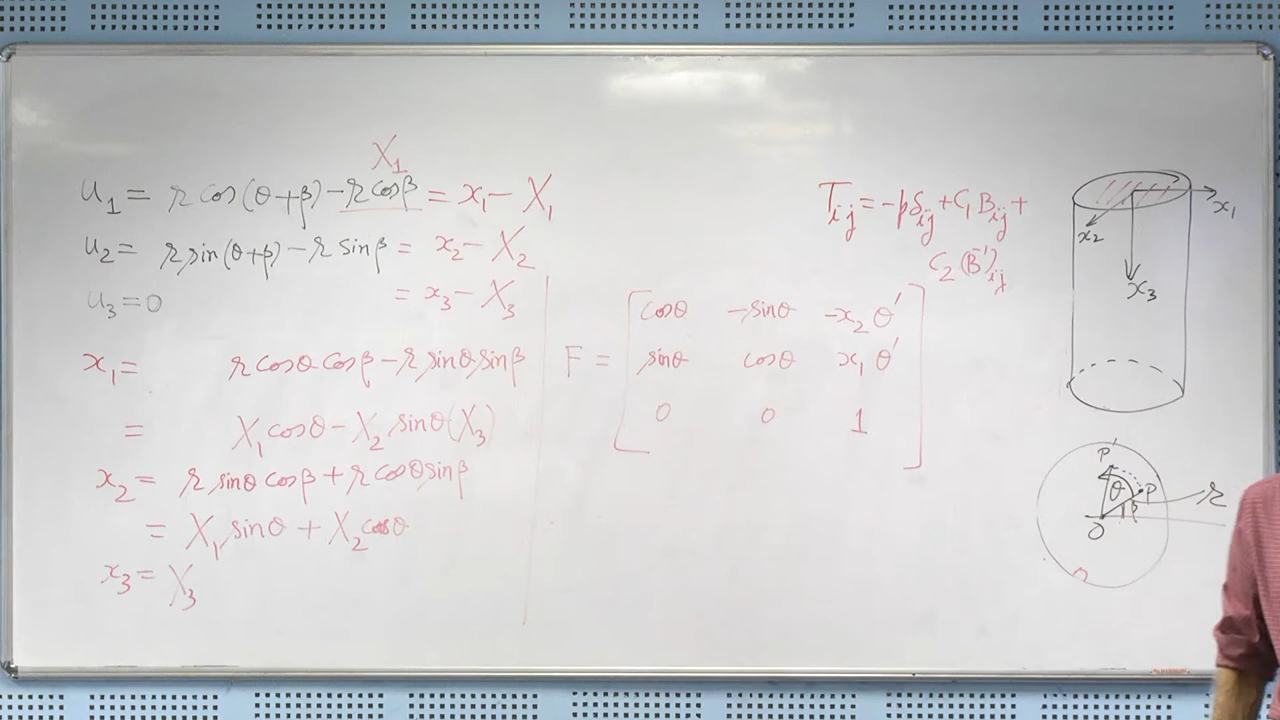 X₁
u₁ = r cos(θ+β) - r cosβ = x₁ - X₁
u₂ = r sin(θ+β) - r sinβ = x₂ - X₂
u₃ = 0 = x₃ - X₃
x₁ = r cosθ cosβ - r sinθ sinβ
= X₁ cosθ - X₂ sinθ(X₃)
x₂ = r sinθ cosβ + r cosθ sinβ
= X₁ sinθ + X₂ cosθ
x₃ = X₃
F =
cosθ -sinθ -x₂ θ'
sinθ cosθ x₁ θ'
0 0 1
Tᵢⱼ = -pδᵢⱼ + C₁ Bᵢⱼ +
C₂ (B⁻¹)ᵢⱼ
x₁
x₂
x₃
P'
θ P r
β
O